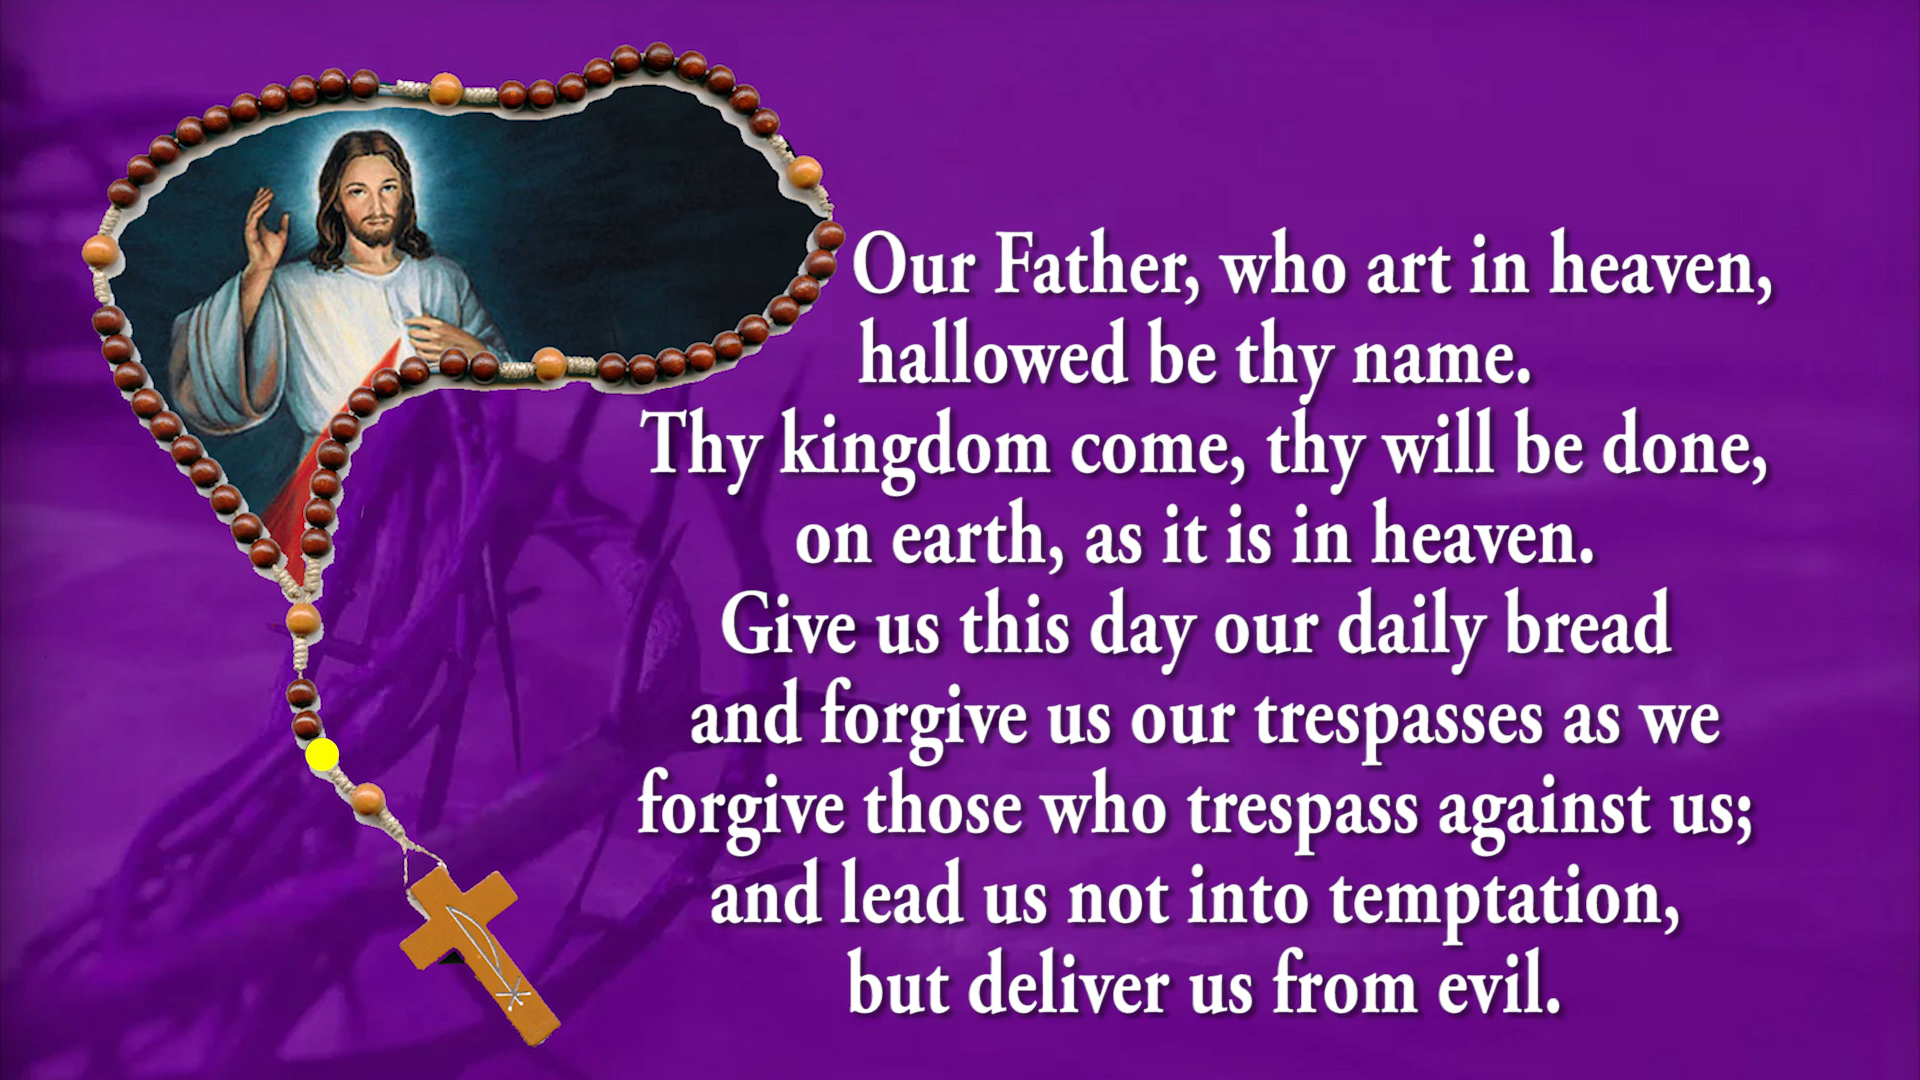 Our Father, who art in heaven,
hallowed be thy name.
Thy kingdom come, thy will be done,
on earth, as it is in heaven.
Give us this day our daily bread
and forgive us our trespasses as we
forgive those who trespass against us;
and lead us not into temptation,
but deliver us from evil.